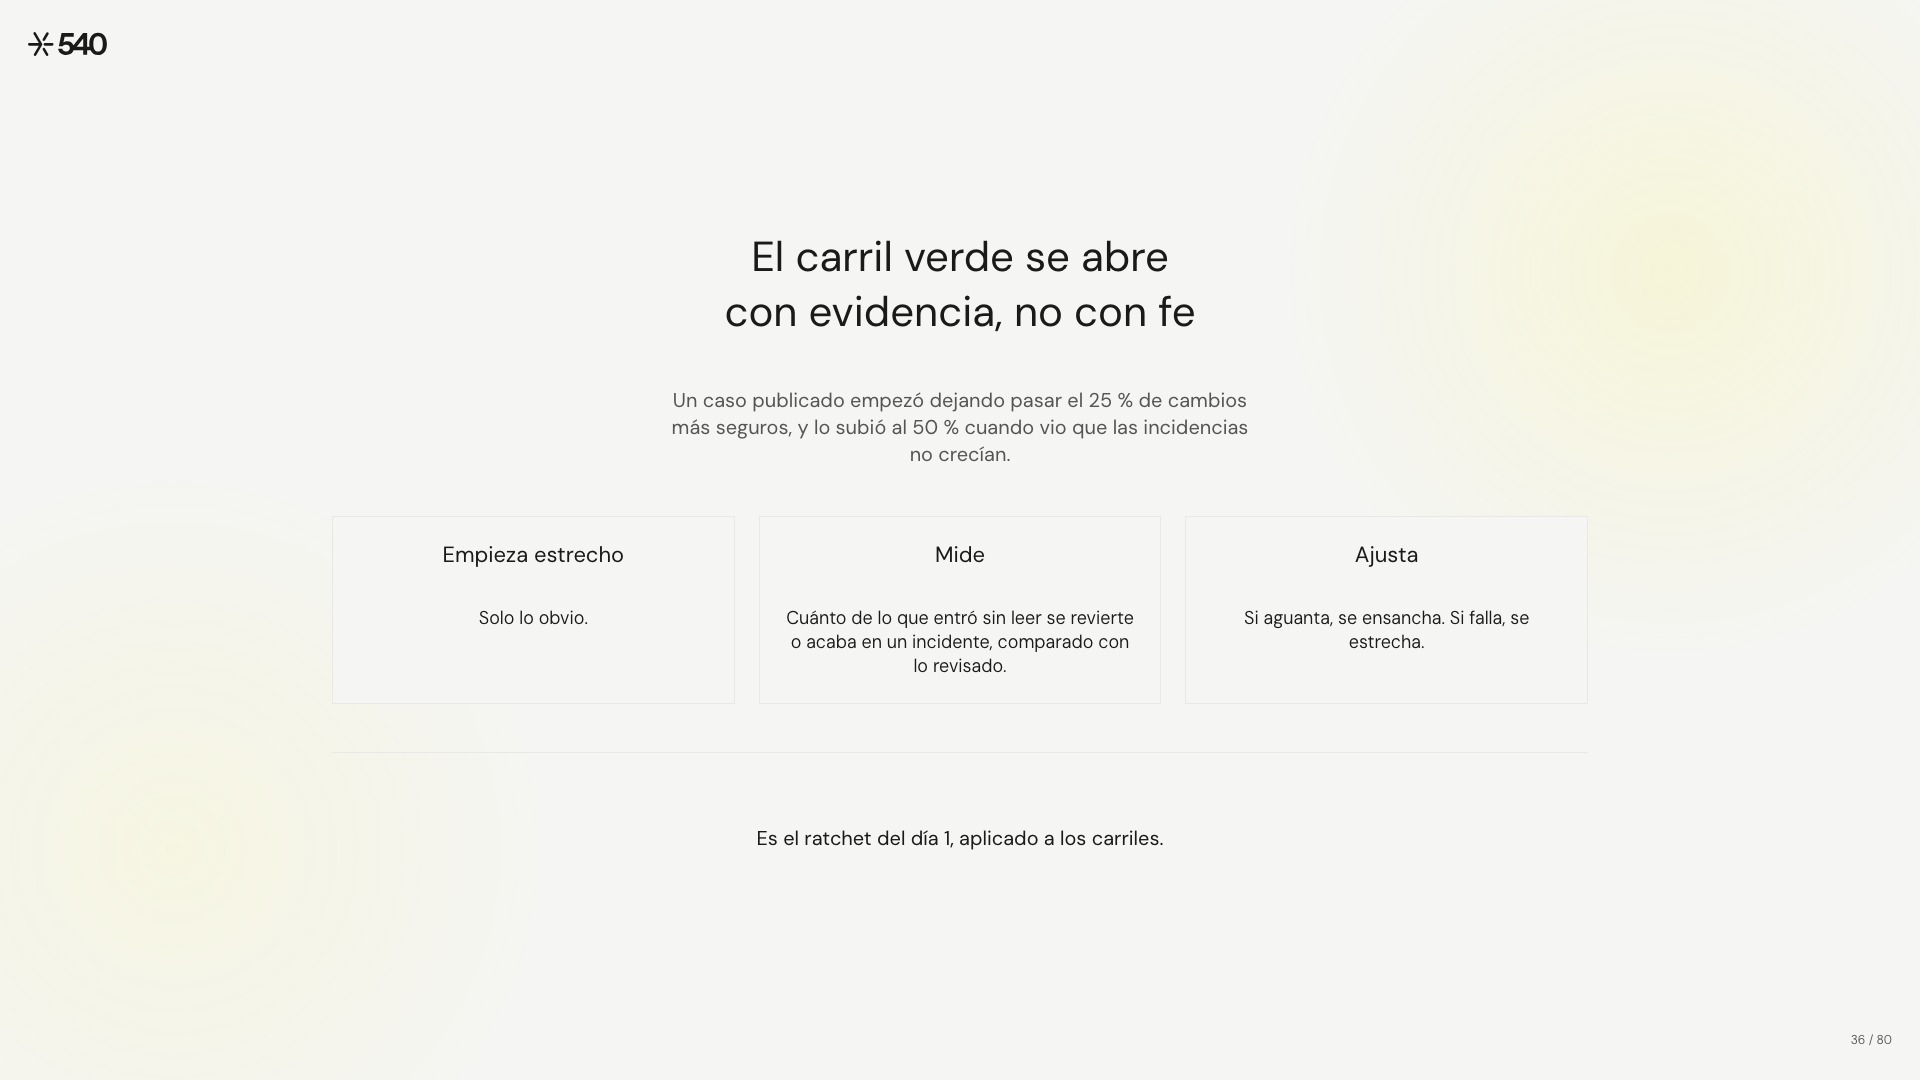 540
El carril verde se abre
con evidencia, no con fe
Un caso publicado empezó dejando pasar el 25 % de cambios
más seguros, y lo subió al 50 % cuando vio que las incidencias
no crecían.
Empieza estrecho
Solo lo obvio.
Mide
Cuánto de lo que entró sin leer se revierte
o acaba en un incidente, comparado con
lo revisado.
Ajusta
Si aguanta, se ensancha. Si falla, se
estrecha.
Es el ratchet del día 1, aplicado a los carriles.
36 / 80